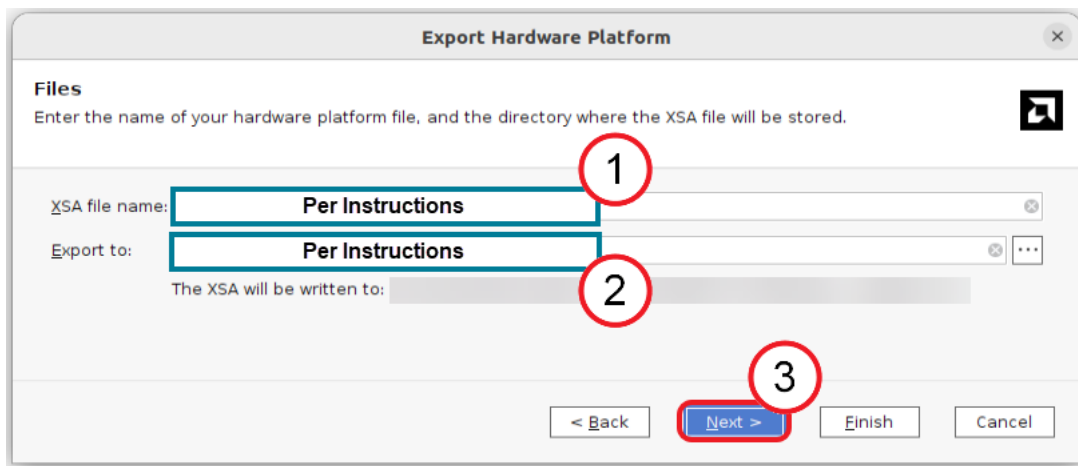 Export Hardware Platform
Files
Enter the name of your hardware platform file, and the directory where the XSA file will be stored.
1
XSA file name: Per Instructions
Export to: Per Instructions ...
The XSA will be written to:
2
3
< Back Next > Finish Cancel